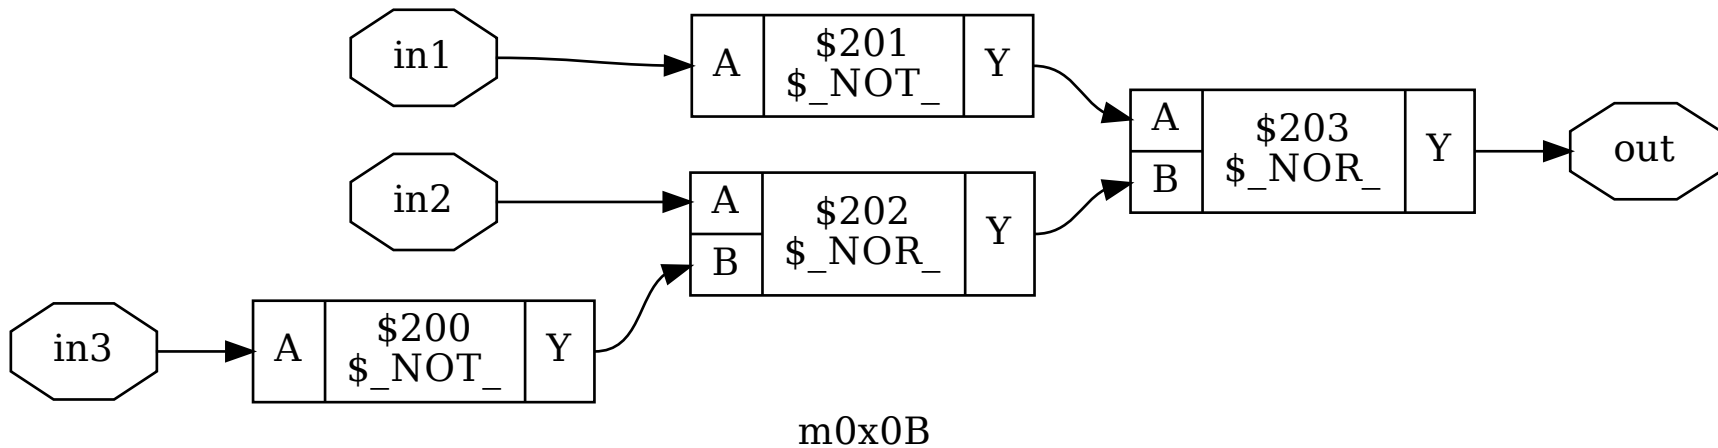 in1
A
$201
$_NOT_
Y
in2
A
B
$202
$_NOR_
Y
A
B
$203
$_NOR_
Y
out
in3
A
$200
$_NOT_
Y
m0x0B